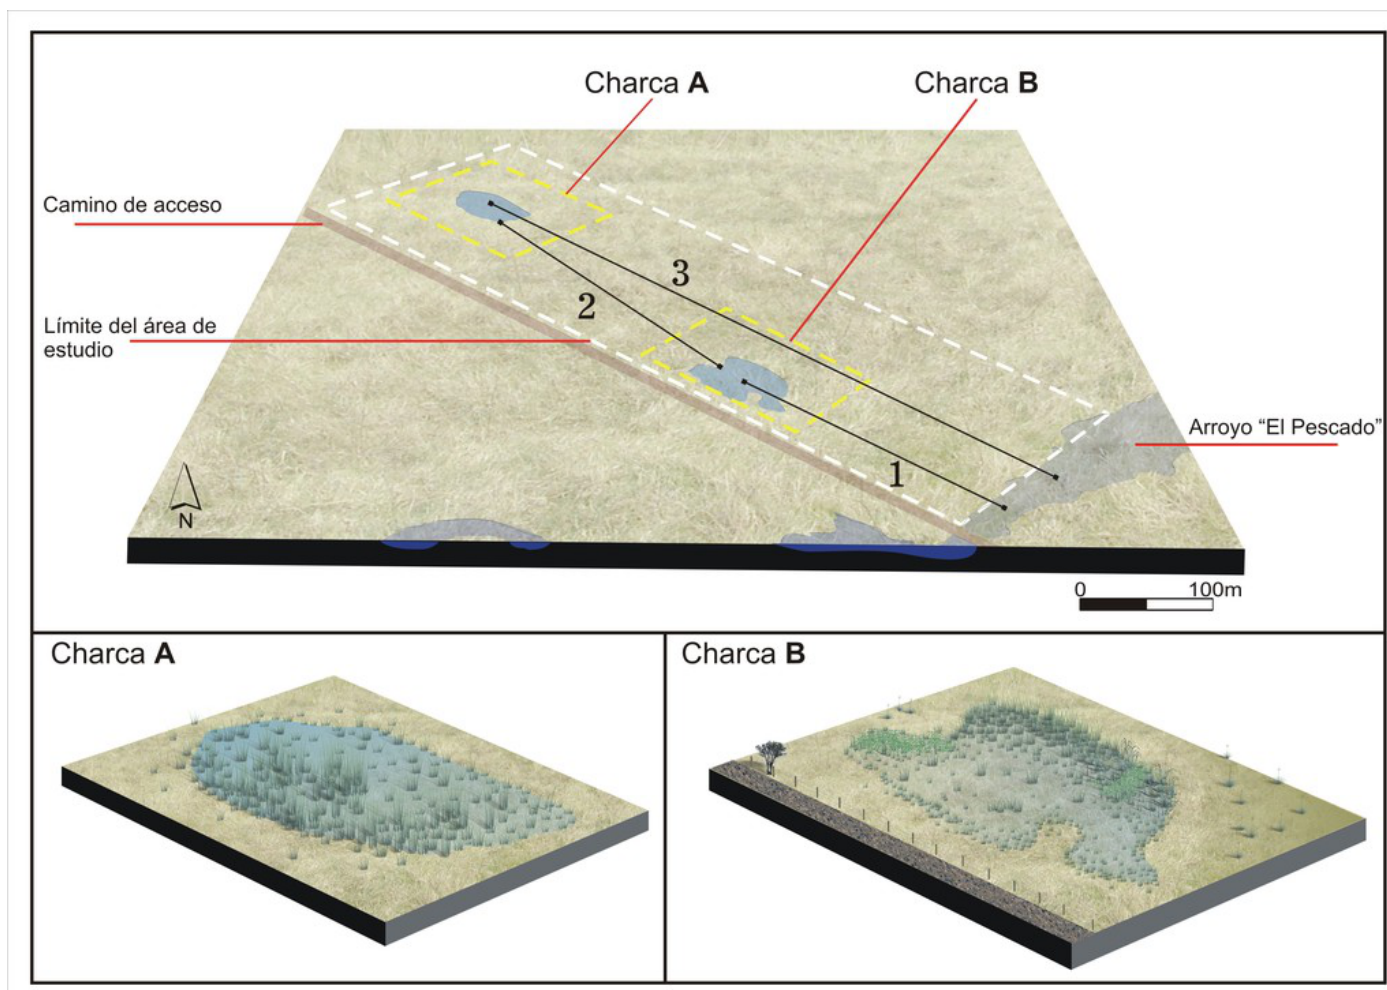 Charca A
Charca B
Camino de acceso
Límite del área de
estudio
Arroyo “El Pescado”
3
2
1
N
0 100m
Charca A
Charca B